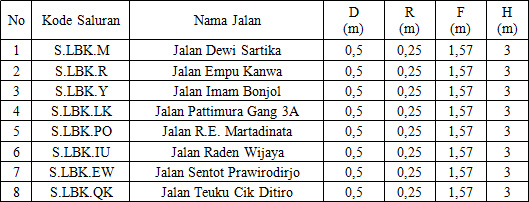 No Kode Saluran Nama Jalan D (m) R (m) F (m) H (m)
1 S.LBK.M Jalan Dewi Sartika 0,5 0,25 1,57 3
2 S.LBK.R Jalan Empu Kanwa 0,5 0,25 1,57 3
3 S.LBK.Y Jalan Imam Bonjol 0,5 0,25 1,57 3
4 S.LBK.LK Jalan Pattimura Gang 3A 0,5 0,25 1,57 3
5 S.LBK.PO Jalan R.E. Martadinata 0,5 0,25 1,57 3
6 S.LBK.IU Jalan Raden Wijaya 0,5 0,25 1,57 3
7 S.LBK.EW Jalan Sentot Prawirodirjo 0,5 0,25 1,57 3
8 S.LBK.QK Jalan Teuku Cik Ditiro 0,5 0,25 1,57 3